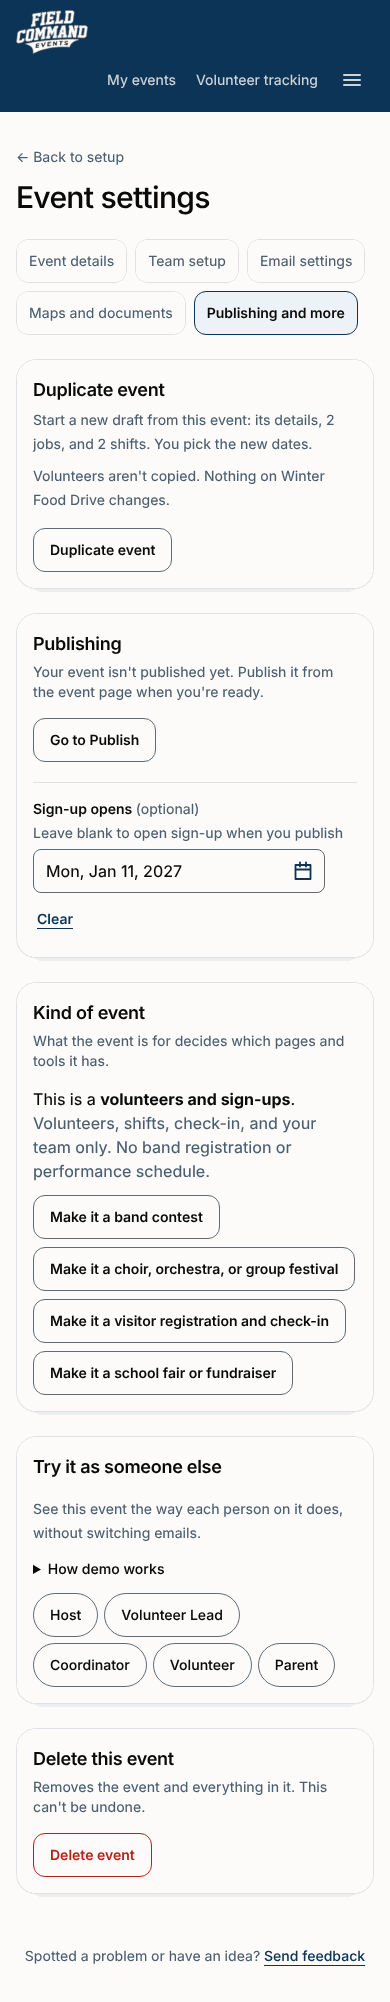 FIELD
COMMAND
EVENTS
My events Volunteer tracking
← Back to setup
Event settings
Event details Team setup Email settings
Maps and documents Publishing and more
Duplicate event
Start a new draft from this event: its details, 2
jobs, and 2 shifts. You pick the new dates.
Volunteers aren't copied. Nothing on Winter
Food Drive changes.
Duplicate event
Publishing
Your event isn't published yet. Publish it from
the event page when you're ready.
Go to Publish
Sign-up opens (optional)
Leave blank to open sign-up when you publish
Mon, Jan 11, 2027
Clear
Kind of event
What the event is for decides which pages and
tools it has.
This is a volunteers and sign-ups.
Volunteers, shifts, check-in, and your
team only. No band registration or
performance schedule.
Make it a band contest
Make it a choir, orchestra, or group festival
Make it a visitor registration and check-in
Make it a school fair or fundraiser
Try it as someone else
See this event the way each person on it does,
without switching emails.
How demo works
Host Volunteer Lead
Coordinator Volunteer Parent
Delete this event
Removes the event and everything in it. This
can't be undone.
Delete event
Spotted a problem or have an idea? Send feedback